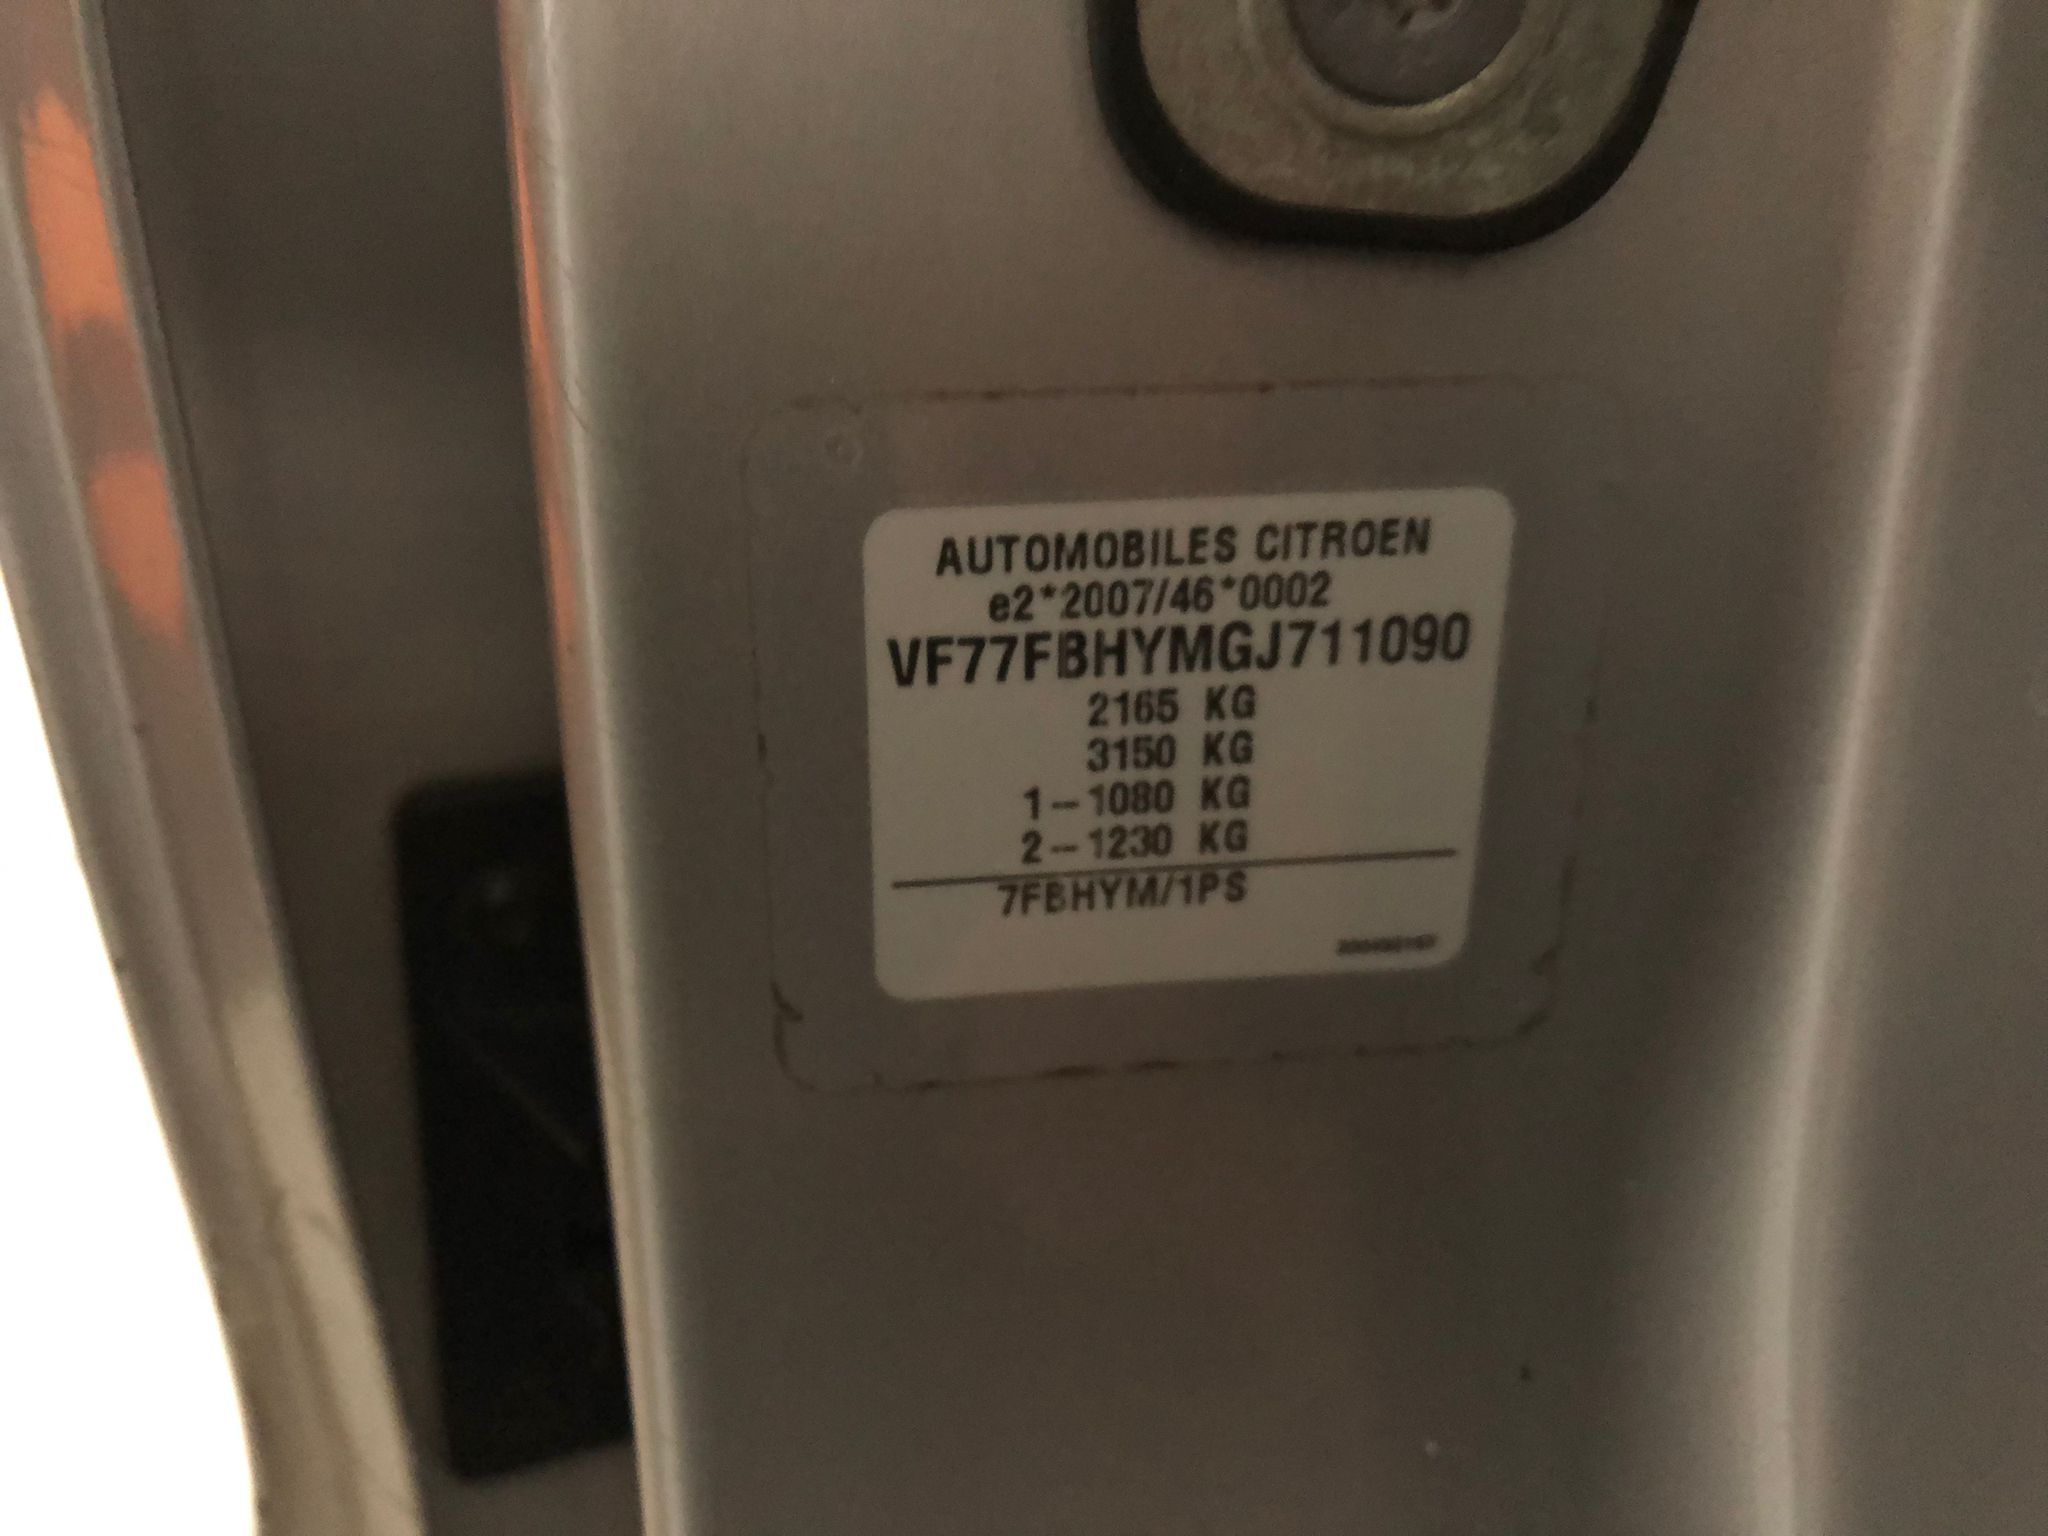 AUTOMOBILES CITROEN
e2*2007/46*0002
VF77FBHYMGJ711090
2165 KG
3150 KG
1-1080 KG
2-1230 KG
7FBHYM/1PS